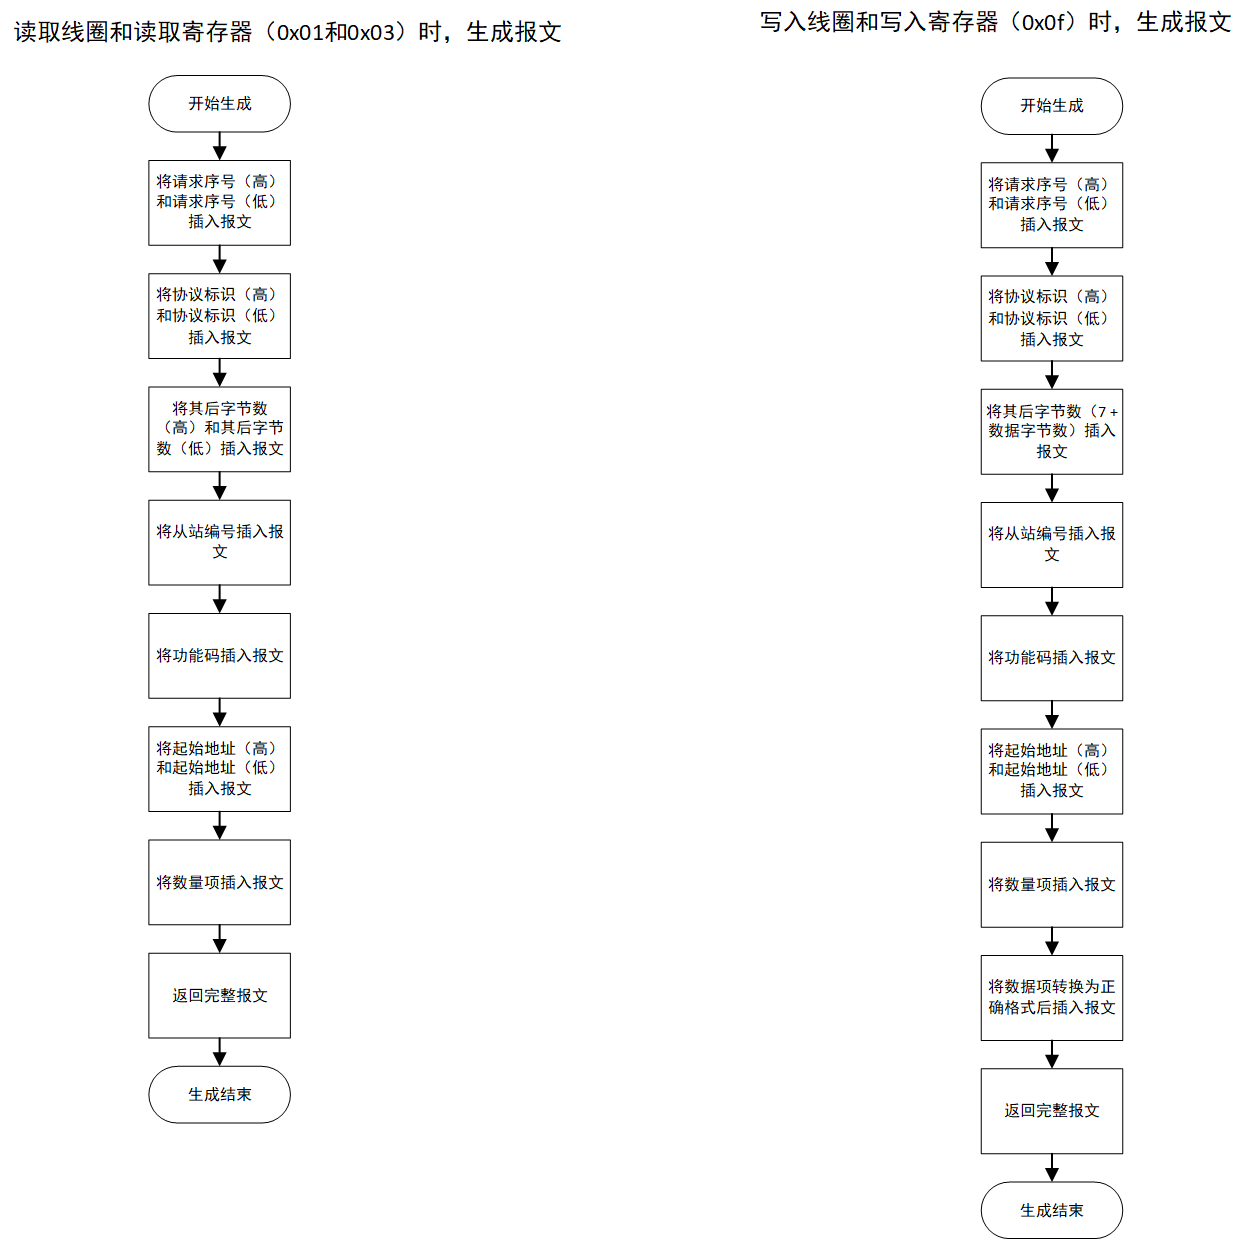 读取线圈和读取寄存器（0x01和0x03）时，生成报文
开始生成
将请求序号（高）
和请求序号（低）
插入报文
将协议标识（高）
和协议标识（低）
插入报文
将其后字节数
（高）和其后字节
数（低）插入报文
将从站编号插入报
文
将功能码插入报文
将起始地址（高）
和起始地址（低）
插入报文
将数量项插入报文
返回完整报文
生成结束
写入线圈和写入寄存器（0x0f）时，生成报文
开始生成
将请求序号（高）
和请求序号（低）
插入报文
将协议标识（高）
和协议标识（低）
插入报文
将其后字节数（7 +
数据字节数）插入
报文
将从站编号插入报
文
将功能码插入报文
将起始地址（高）
和起始地址（低）
插入报文
将数量项插入报文
将数据项转换为正
确格式后插入报文
返回完整报文
生成结束